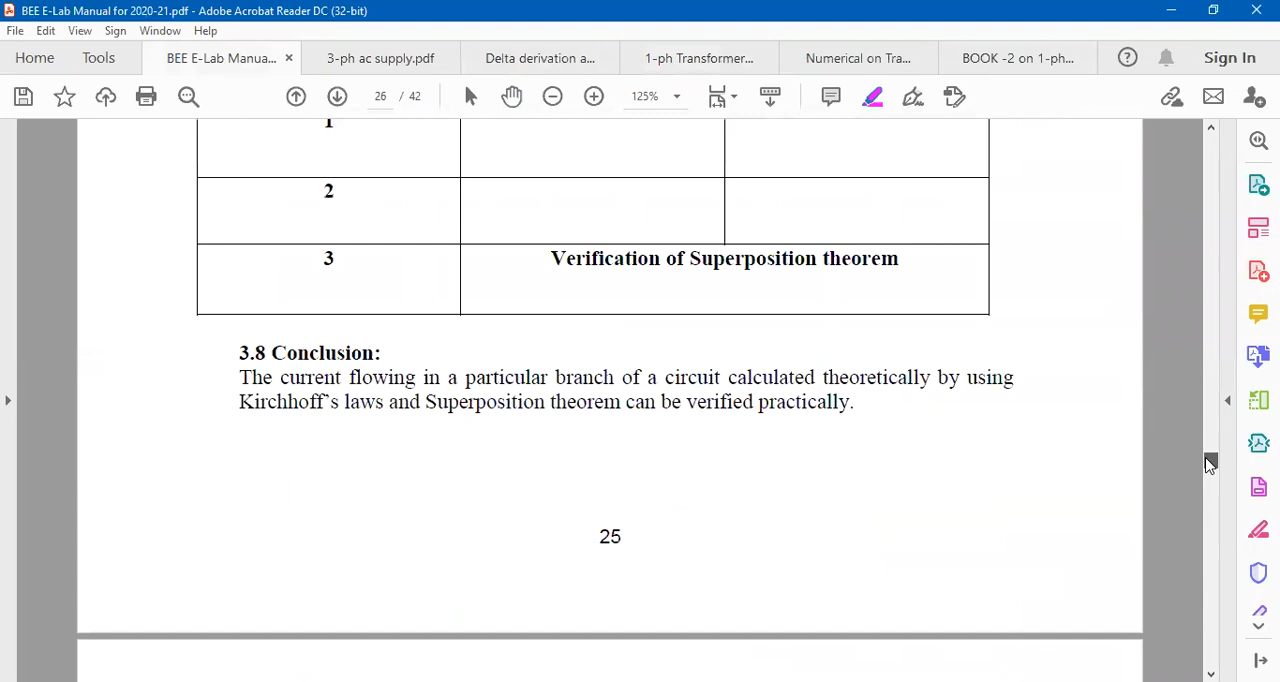 BEE E-Lab Manual for 2020-21.pdf - Adobe Acrobat Reader DC (32-bit)
File Edit View Sign Window Help
Home Tools BEE E-Lab Manua... × 3-ph ac supply.pdf Delta derivation a... 1-ph Transformer... Numerical on Tra... BOOK -2 on 1-ph... Sign In
26 / 42 125%
1
2
3 Verification of Superposition theorem
3.8 Conclusion:
The current flowing in a particular branch of a circuit calculated theoretically by using
Kirchhoff’s laws and Superposition theorem can be verified practically.
25